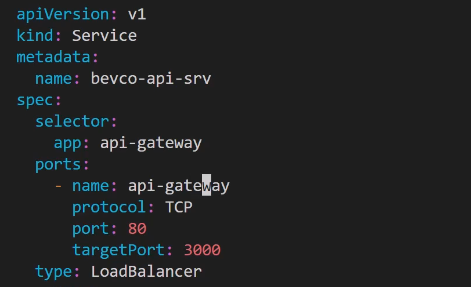 apiVersion: v1
kind: Service
metadata:
  name: bevco-api-srv
spec:
  selector:
    app: api-gateway
  ports:
    - name: api-gateway
      protocol: TCP
      port: 80
      targetPort: 3000
  type: LoadBalancer